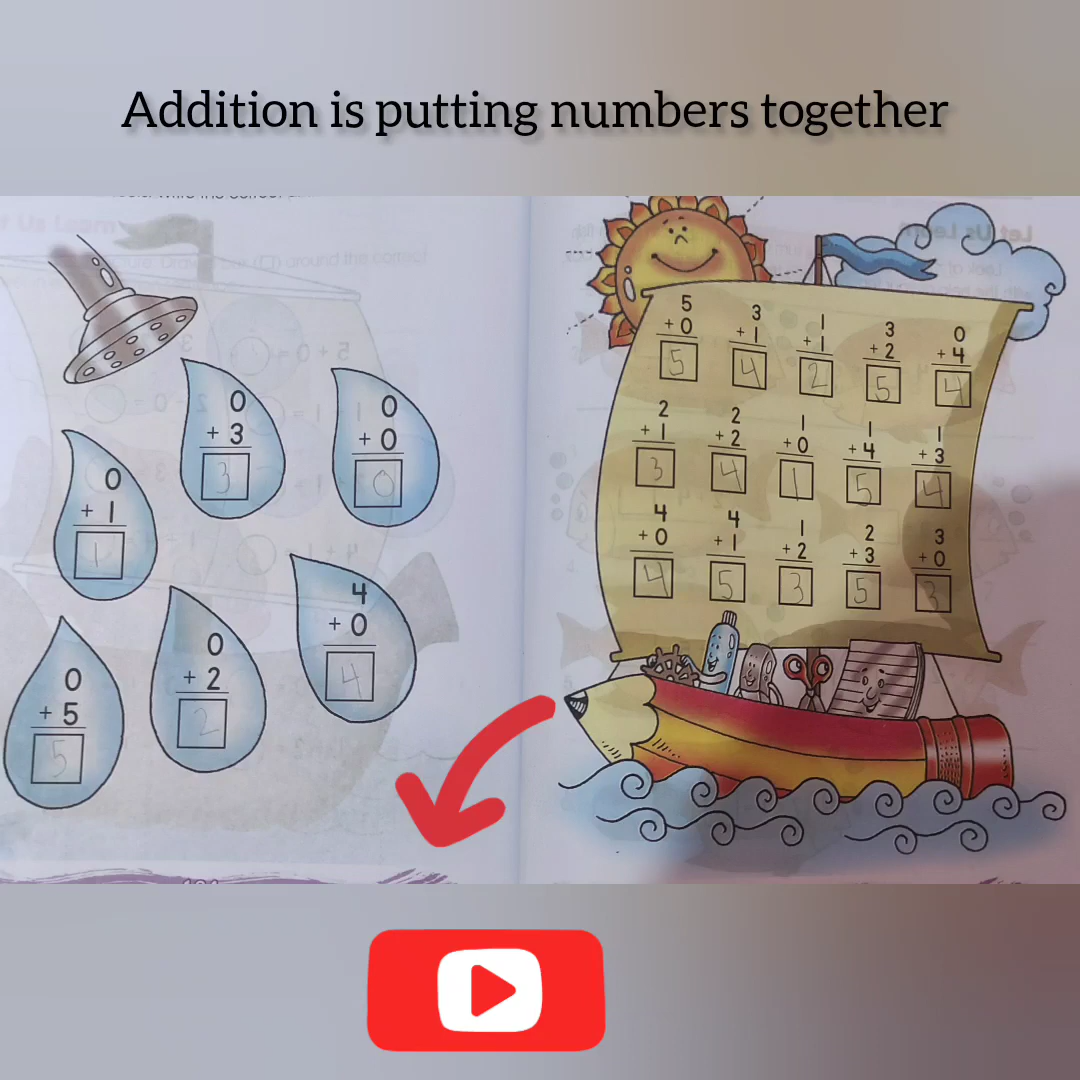 Addition is putting numbers together
0
+ 3
3
0
+ 0
0
0
+ 1
1
4
+ 0
4
0
+ 2
2
0
+ 5
5
5 3 1 3 0
+ 0 + 1 + 1 + 2 + 4
5 4 2 5 4
2 2 1 1 1
+ 1 + 2 + 0 + 4 + 3
3 4 1 5 4
4 4 1 2 3
+ 0 + 1 + 2 + 3 + 0
4 5 3 5 3